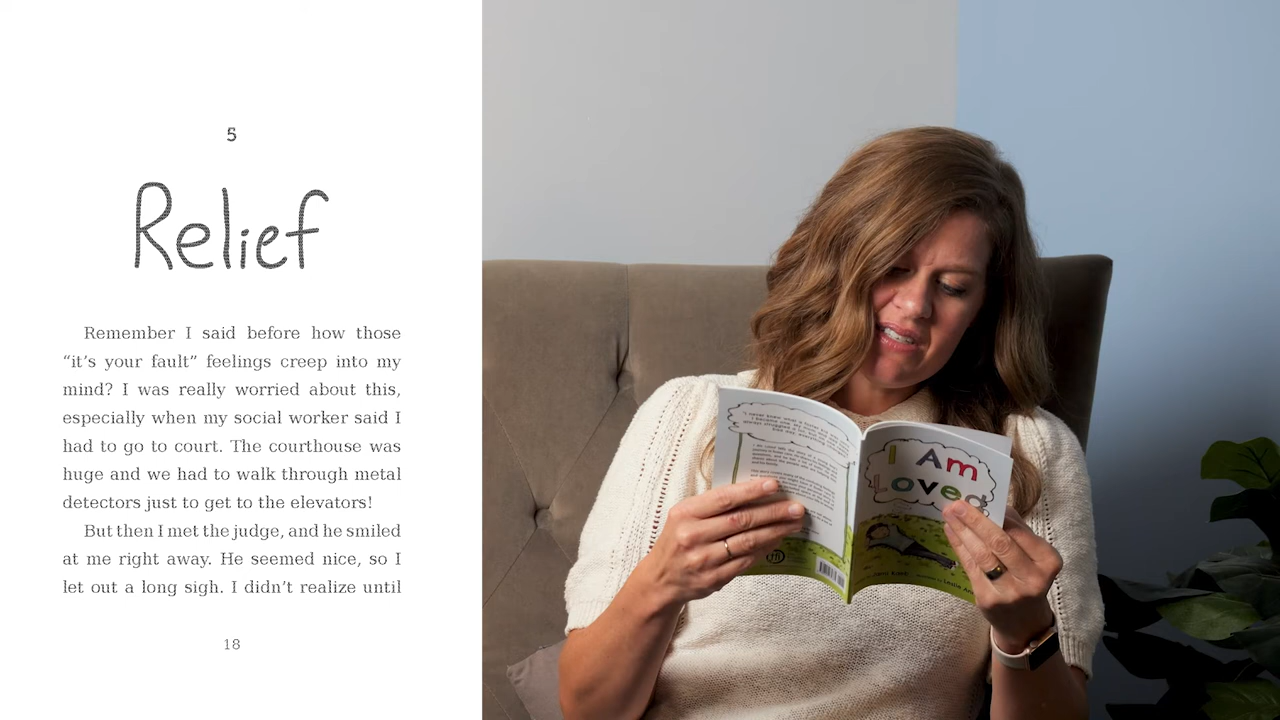 5
Relief
Remember I said before how those
“it’s your fault” feelings creep into my
mind? I was really worried about this,
especially when my social worker said I
had to go to court. The courthouse was
huge and we had to walk through metal
detectors just to get to the elevators!
But then I met the judge, and he smiled
at me right away. He seemed nice, so I
let out a long sigh. I didn’t realize until
18
I Am
Loved